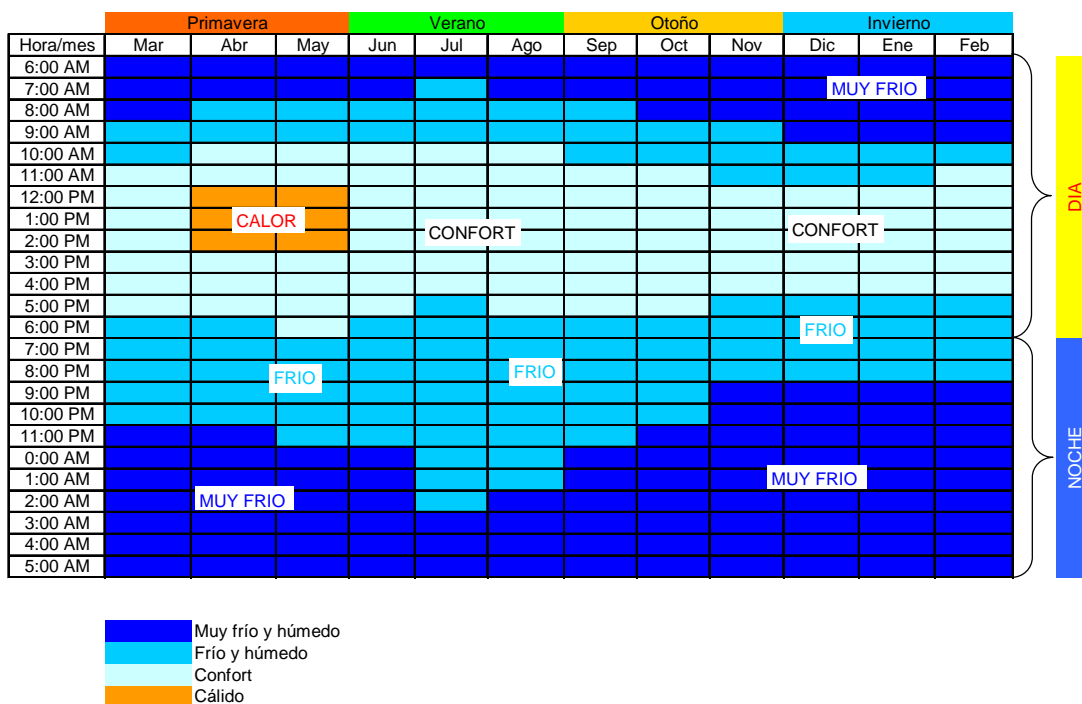 Primavera Verano Otoño Invierno
Hora/mes Mar Abr May Jun Jul Ago Sep Oct Nov Dic Ene Feb
6:00 AM
7:00 AM MUY FRIO
8:00 AM
9:00 AM
10:00 AM
11:00 AM
12:00 PM
1:00 PM CALOR
2:00 PM CONFORT CONFORT
3:00 PM
4:00 PM
5:00 PM
6:00 PM FRIO
7:00 PM
8:00 PM FRIO FRIO
9:00 PM
10:00 PM
11:00 PM
0:00 AM
1:00 AM MUY FRIO
2:00 AM MUY FRIO
3:00 AM
4:00 AM
5:00 AM
DIA
NOCHE
Muy frío y húmedo
Frío y húmedo
Confort
Cálido